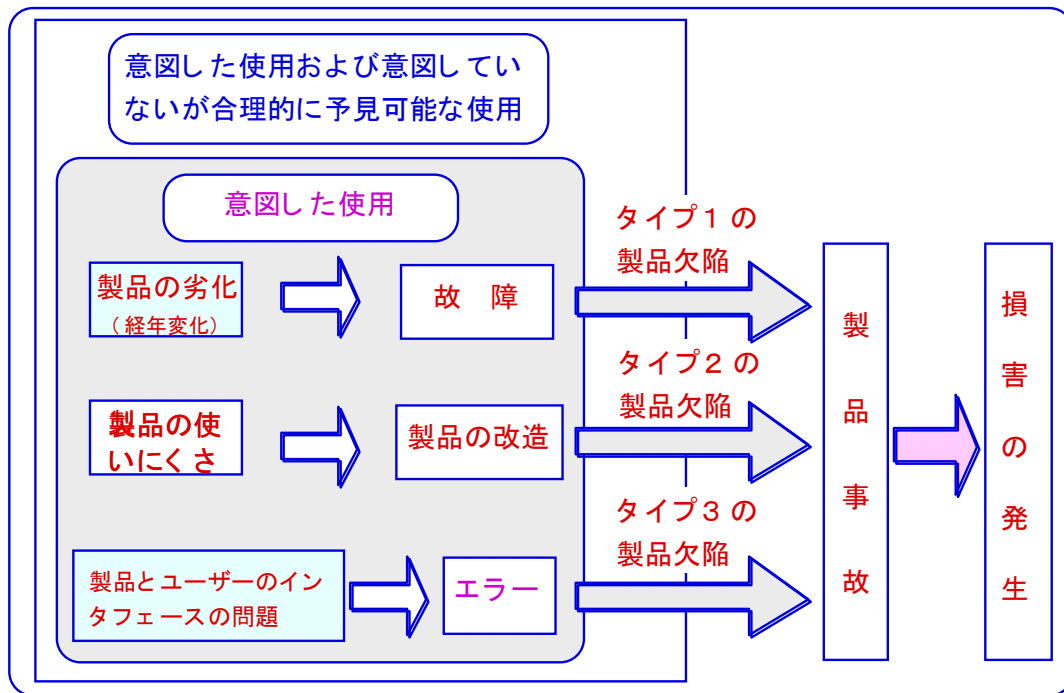 意図した使用および意図してい
ないが合理的に予見可能な使用
意図した使用
タイプ１の
製品欠陥
製品の劣化
（経年変化）
故　障
タイプ２の
製品欠陥
製品の使
いにくさ
製品の改造
タイプ３の
製品欠陥
製品とユーザーのイン
タフェースの問題
エラー
製品事故
損害の発生